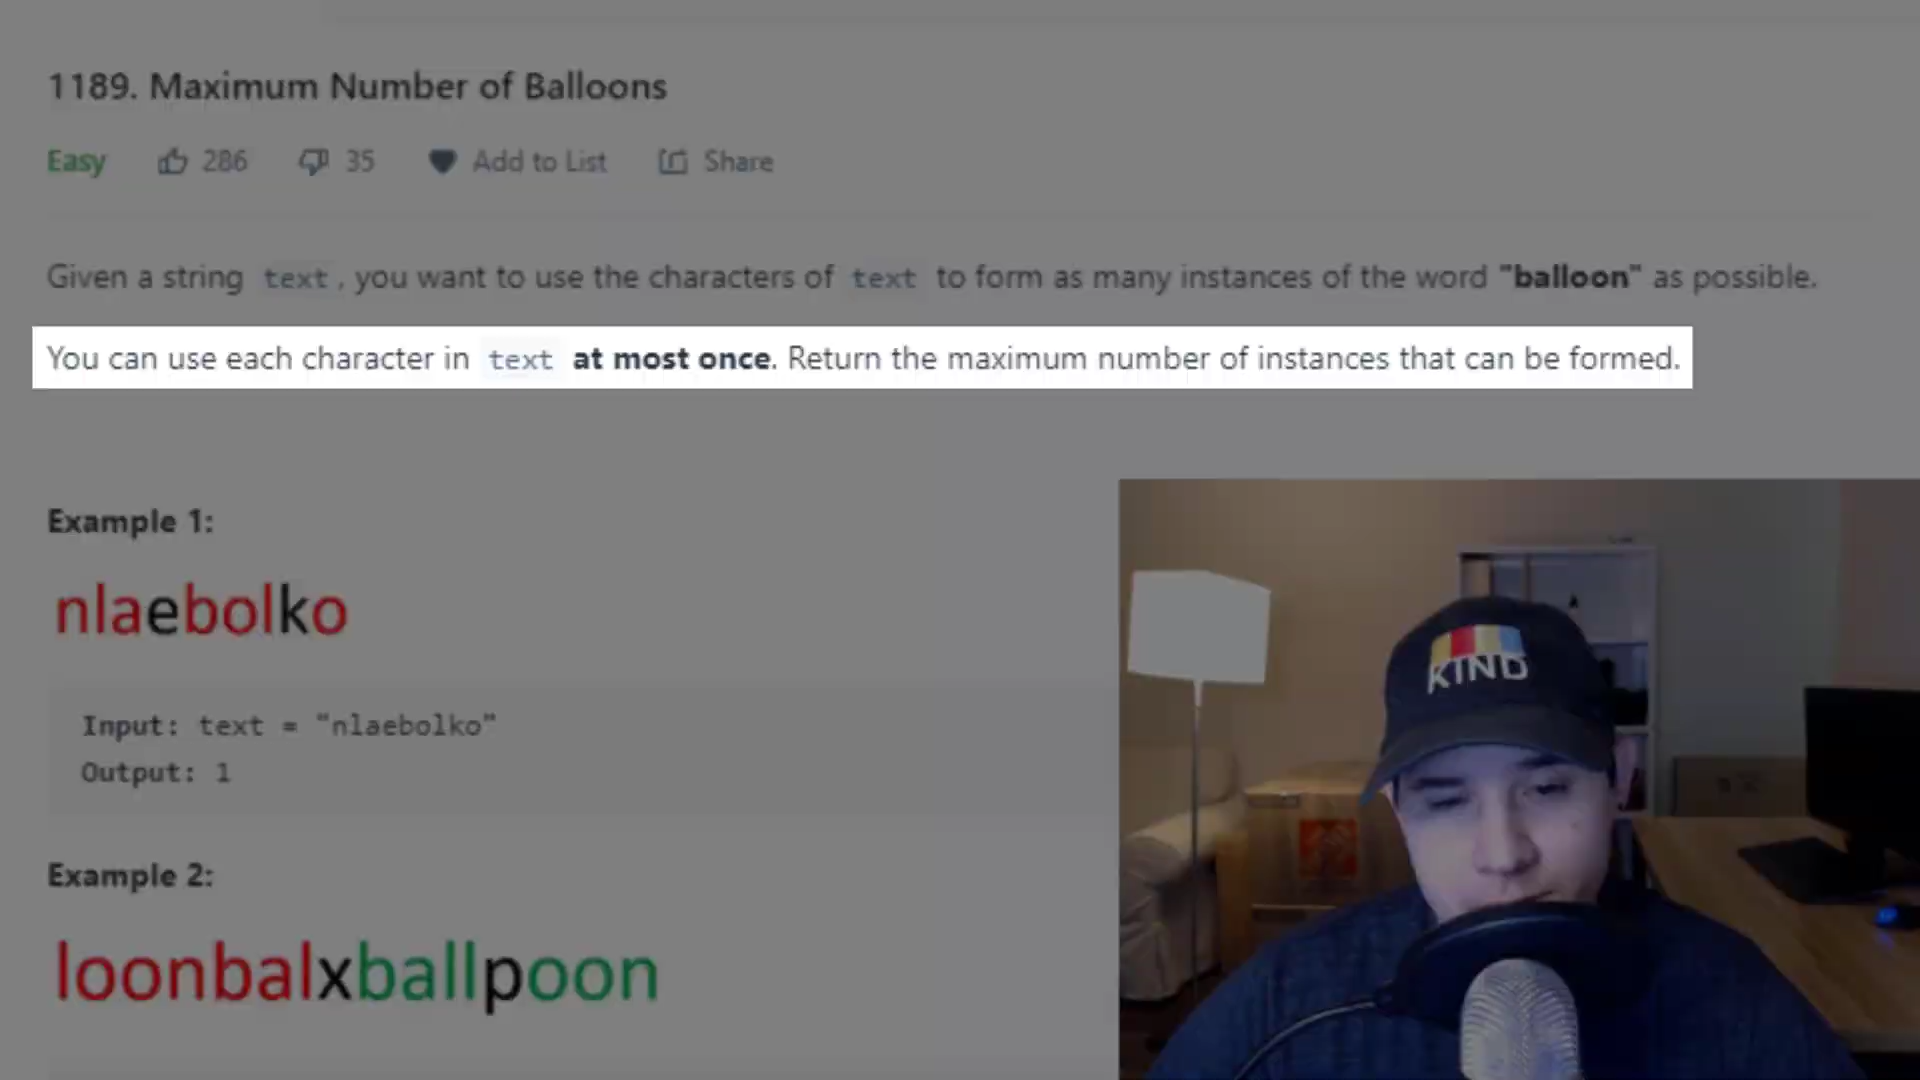 1189. Maximum Number of Balloons
Easy 286 35 Add to List Share
Given a string text, you want to use the characters of text to form as many instances of the word "balloon" as possible.
You can use each character in text at most once. Return the maximum number of instances that can be formed.
Example 1:
nlaebolko
Input: text = "nlaebolko"
Output: 1
Example 2:
loonbalxballpoon
KIND